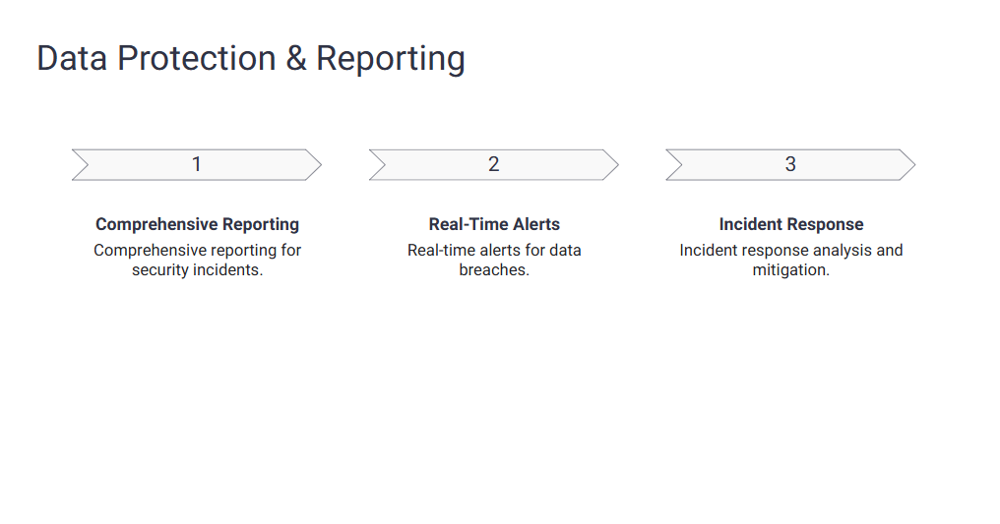 Data Protection & Reporting
1
2
3
Comprehensive Reporting
Comprehensive reporting for
security incidents.
Real-Time Alerts
Real-time alerts for data
breaches.
Incident Response
Incident response analysis and
mitigation.